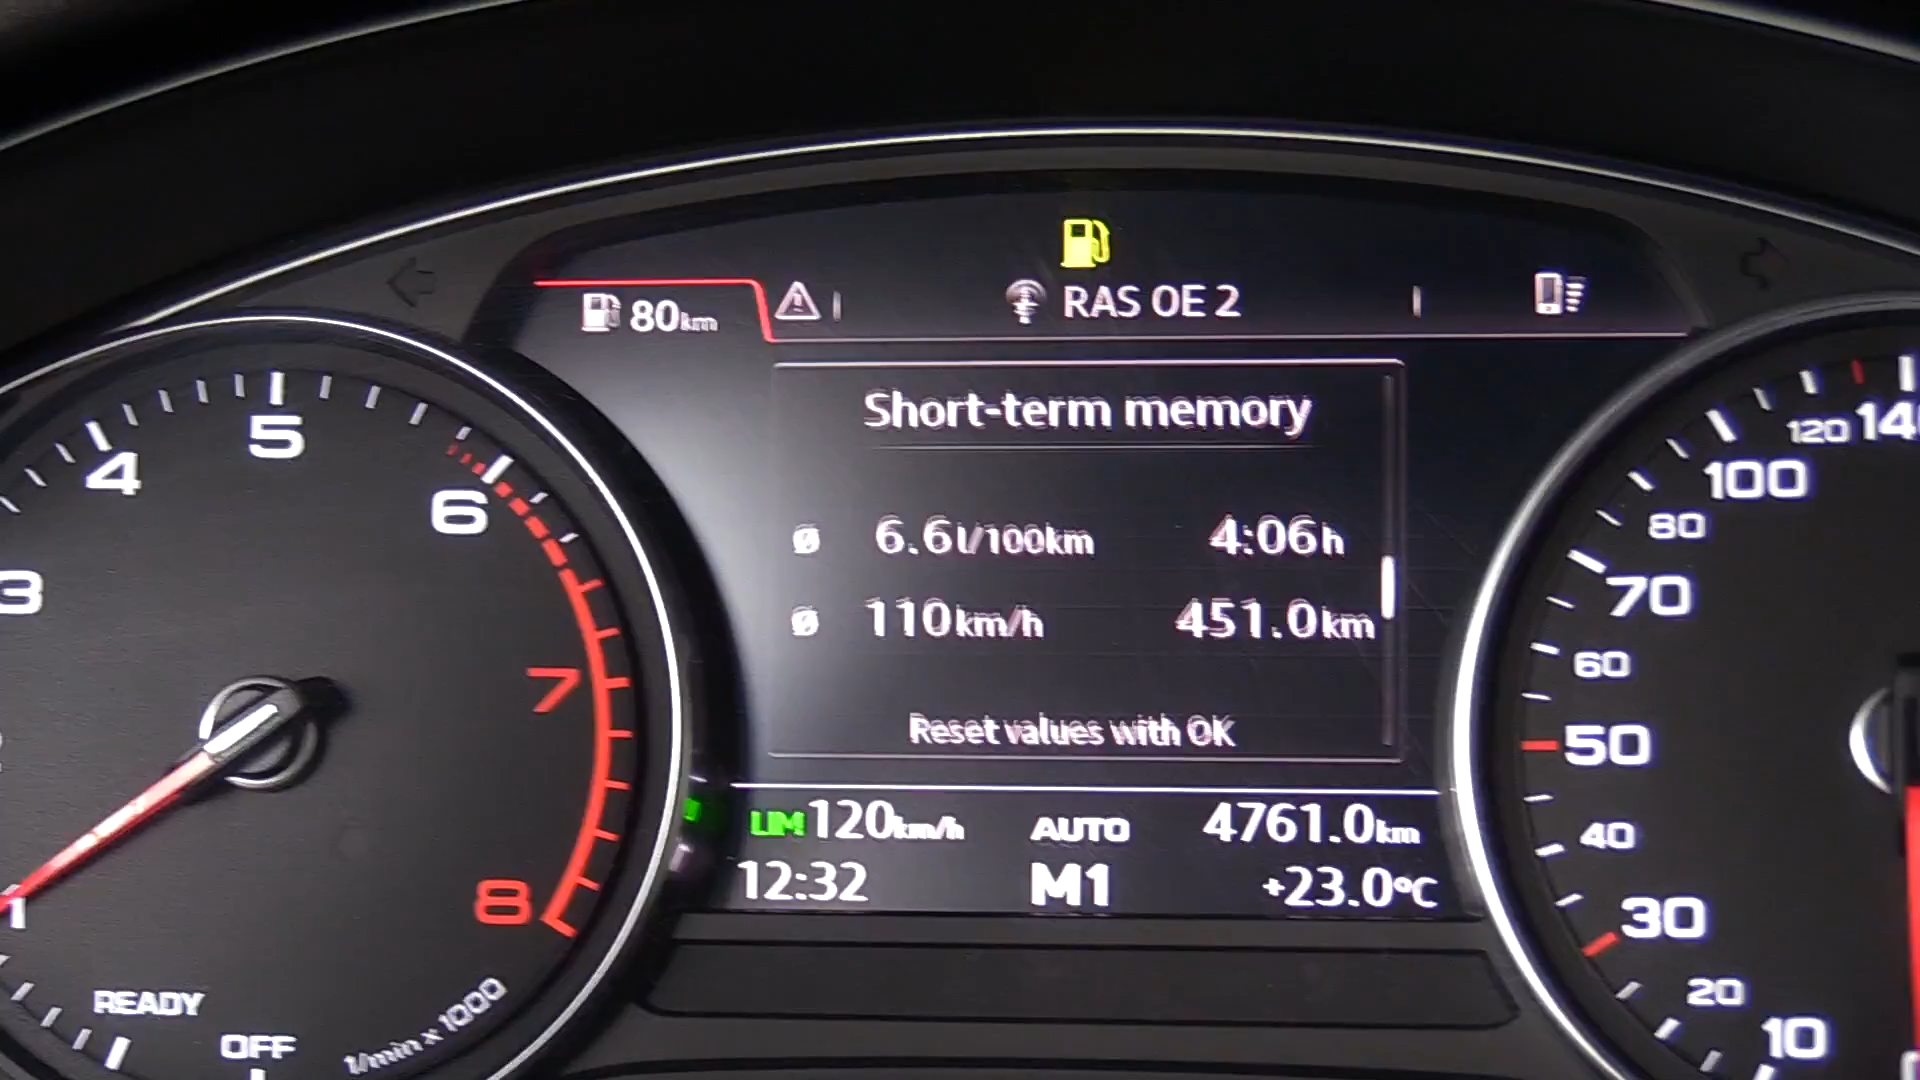 80km
RAS OE 2
Short-term memory
ø 6.6l/100km 4:06h
ø 110km/h 451.0km
Reset values with OK
LIM 120km/h AUTO 4761.0km
12:32 M1 +23.0°C
1
3
4
5
6
7
8
READY
OFF
1/min x 1000
10
20
30
40
50
60
70
80
100
120